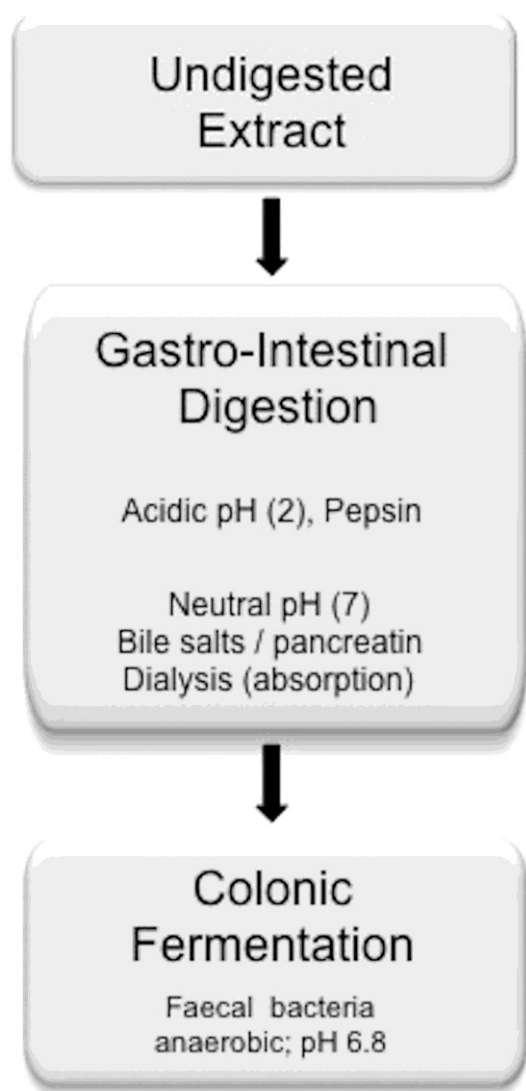 Undigested
Extract
Gastro-Intestinal
Digestion
Acidic pH (2), Pepsin
Neutral pH (7)
Bile salts / pancreatin
Dialysis (absorption)
Colonic
Fermentation
Faecal bacteria
anaerobic; pH 6.8